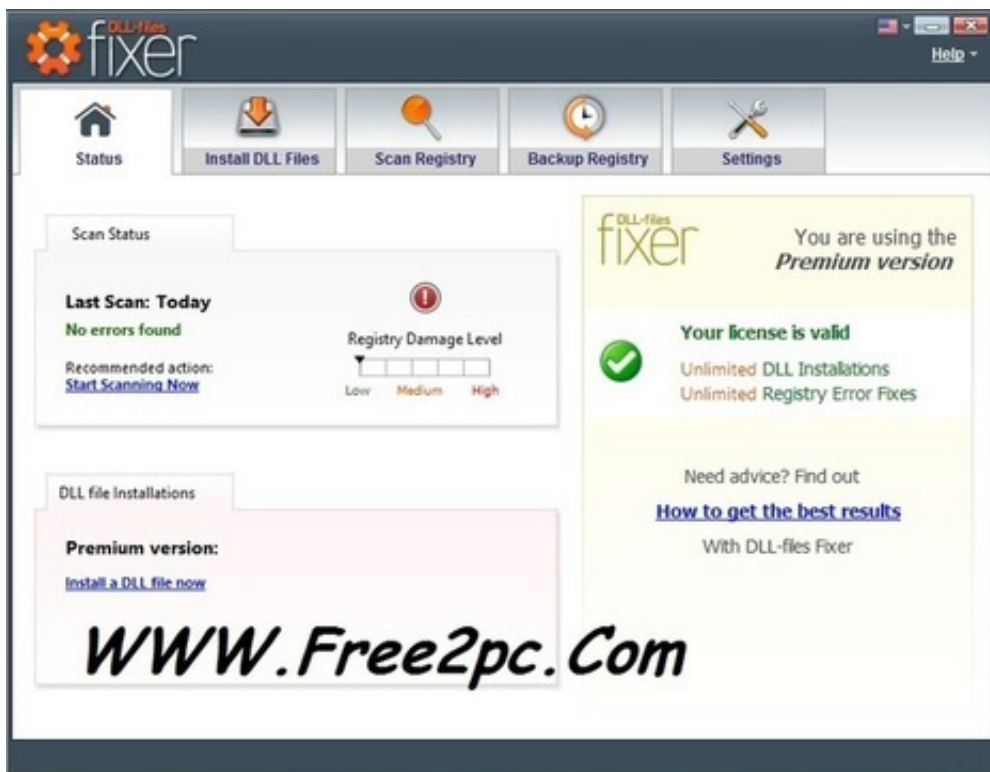 DLL-files
fixer
Help
Status
Install DLL Files
Scan Registry
Backup Registry
Settings
Scan Status
Last Scan: Today
No errors found
Recommended action:
Start Scanning Now
Registry Damage Level
Low Medium High
DLL file Installations
Premium version:
Install a DLL file now
DLL-files
fixer
You are using the
Premium version
Your license is valid
Unlimited DLL Installations
Unlimited Registry Error Fixes
Need advice? Find out
How to get the best results
With DLL-files Fixer
WWW.Free2pc.Com